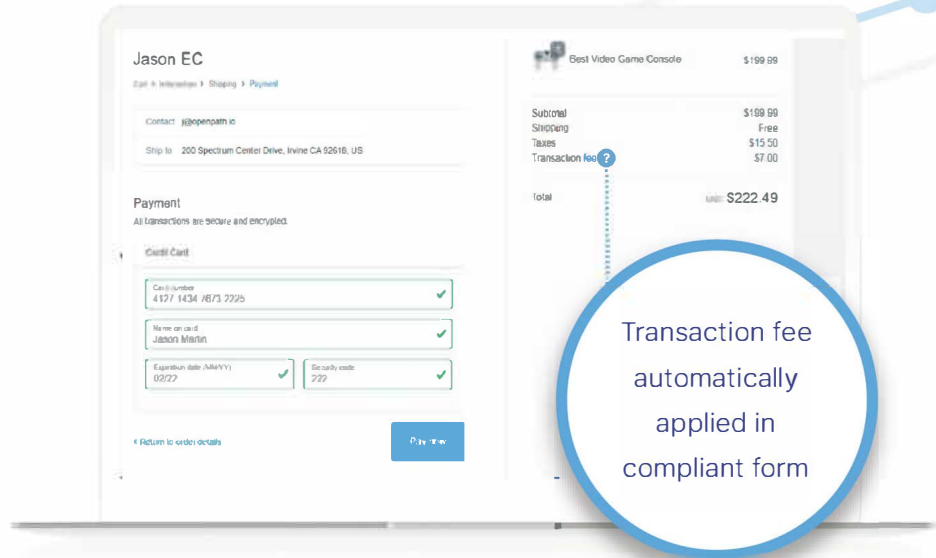 Jason EC
> Shipping > Payment
Contact j@openpath.io
Ship to 200 Spectrum Center Drive, Irvine CA 92618, US
Payment
All transactions are secure and encrypted.
Credit Card
Card number
4127 1434 7673 2225
Name on card
Jason Martin
Expiration date (MM/YY)
02/22
Security code
222
< Return to order details
Pay now
Best Video Game Console $199.99
Subtotal $199.99
Shipping Free
Taxes $15.50
Transaction fee ? $7.00
Total $222.49
Transaction fee
automatically
applied in
compliant form